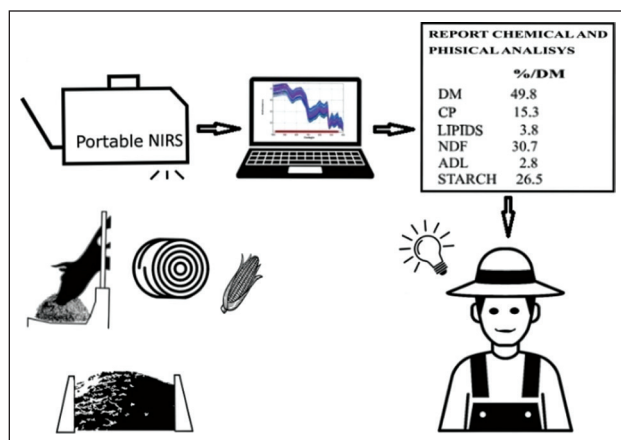 Portable NIRS
REPORT CHEMICAL AND
PHISICAL ANALISYS
%/DM
DM 49.8
CP 15.3
LIPIDS 3.8
NDF 30.7
ADL 2.8
STARCH 26.5